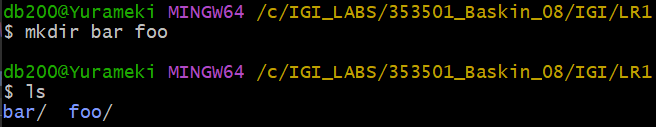 db200@Yurameki MINGW64 /c/IGI_LABS/353501_Baskin_08/IGI/LR1
$ mkdir bar foo
db200@Yurameki MINGW64 /c/IGI_LABS/353501_Baskin_08/IGI/LR1
$ ls
bar/  foo/